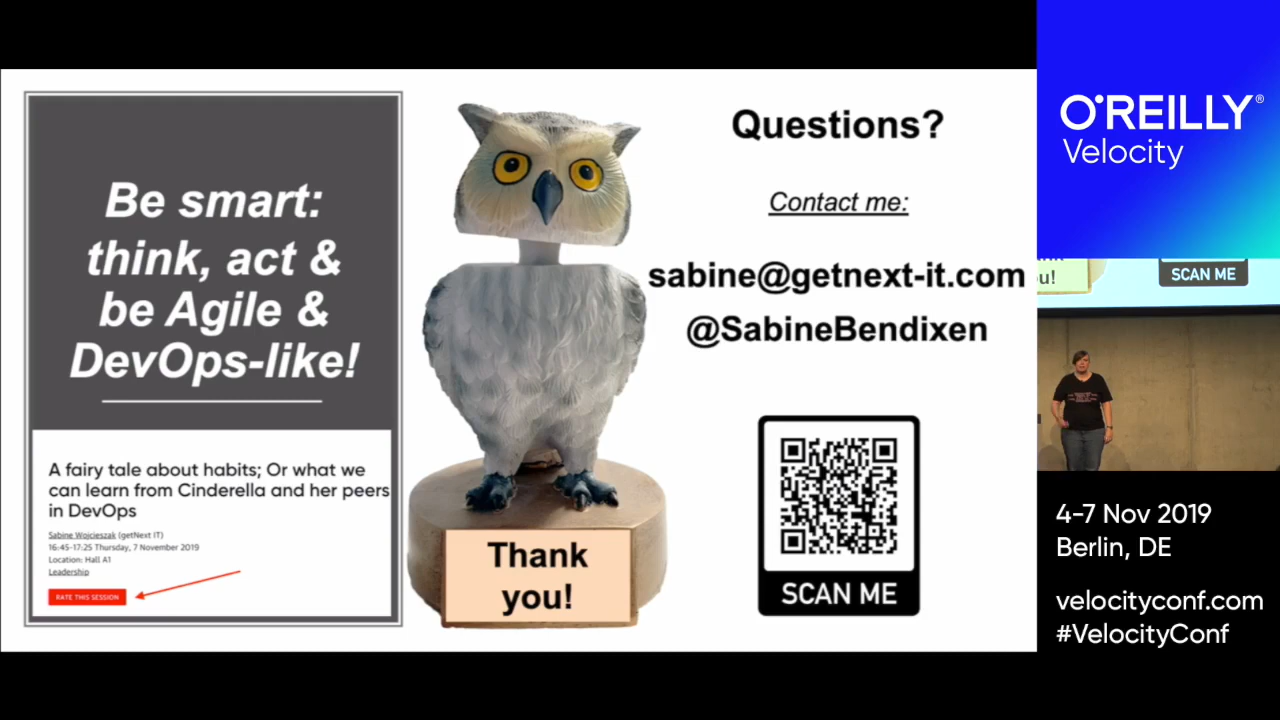 Be smart:
think, act &
be Agile &
DevOps-like!
A fairy tale about habits; Or what we
can learn from Cinderella and her peers
in DevOps
Sabine Wojcieszak (getNext IT)
16:45-17:25 Thursday, 7 November 2019
Location: Hall A1
Leadership
RATE THIS SESSION
Thank
you!
Questions?
Contact me:
sabine@getnext-it.com
@SabineBendixen
SCAN ME
O'REILLY®
Velocity
u!
SCAN ME
4-7 Nov 2019
Berlin, DE
velocityconf.com
#VelocityConf